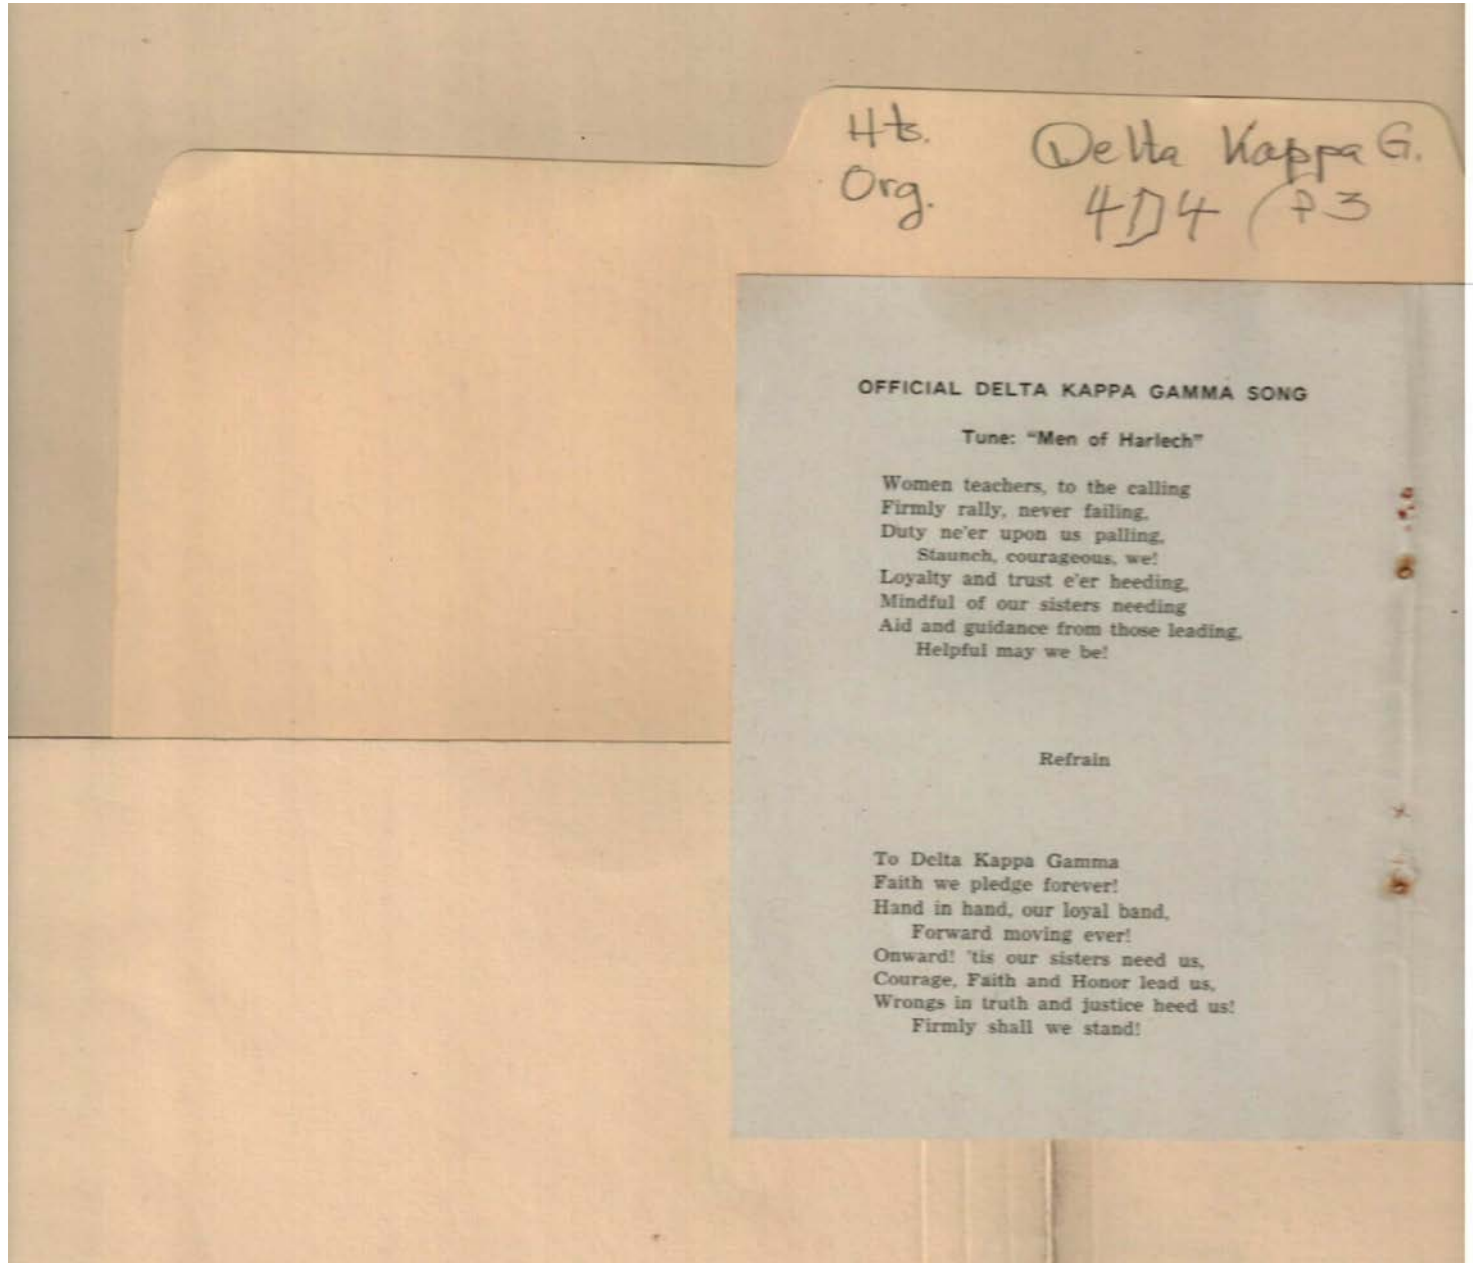 Hts. Delta Kappa G.
Org. 4D4 (P3
OFFICIAL DELTA KAPPA GAMMA SONG
Tune: "Men of Harlech"
Women teachers, to the calling
Firmly rally, never failing,
Duty ne'er upon us palling,
Staunch, courageous, we!
Loyalty and trust e'er heeding,
Mindful of our sisters needing
Aid and guidance from those leading,
Helpful may we be!
Refrain
To Delta Kappa Gamma
Faith we pledge forever!
Hand in hand, our loyal band,
Forward moving ever!
Onward! 'tis our sisters need us,
Courage, Faith and Honor lead us,
Wrongs in truth and justice heed us!
Firmly shall we stand!